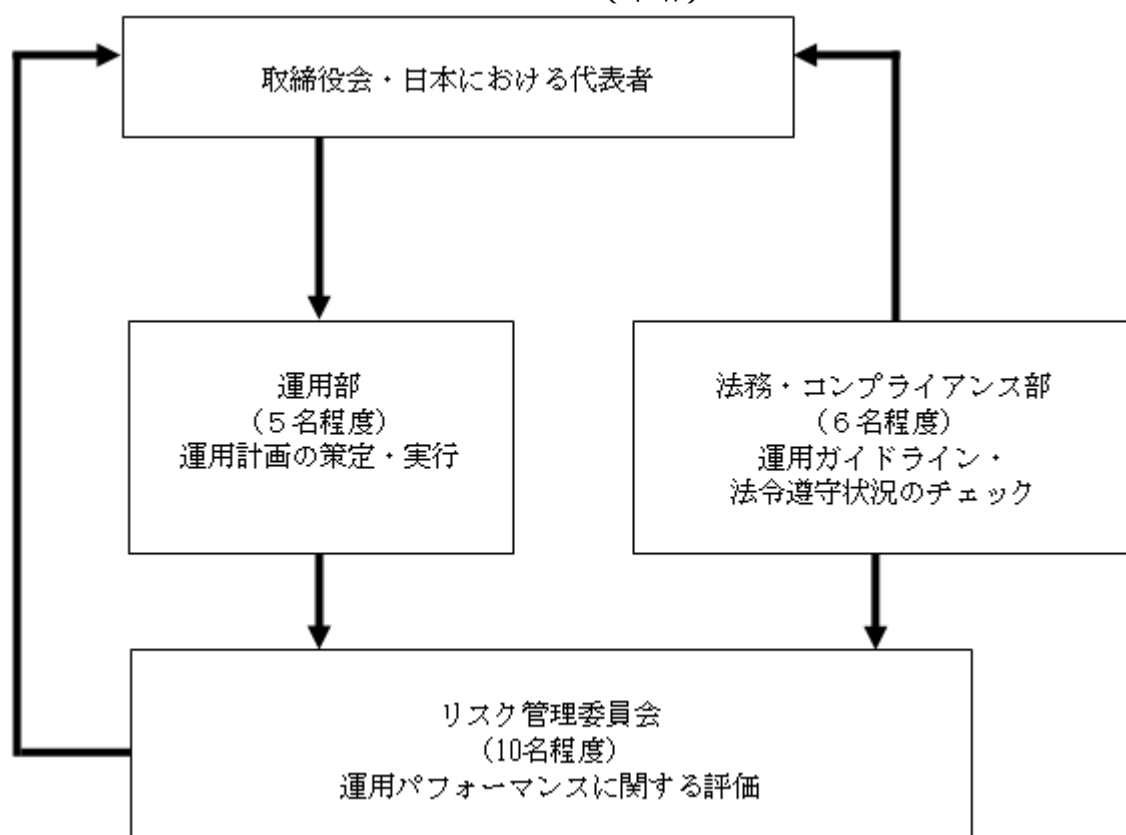 取締役会・日本における代表者
運用部
（５名程度）
運用計画の策定・実行
法務・コンプライアンス部
（６名程度）
運用ガイドライン・
法令遵守状況のチェック
リスク管理委員会
（10名程度）
運用パフォーマンスに関する評価